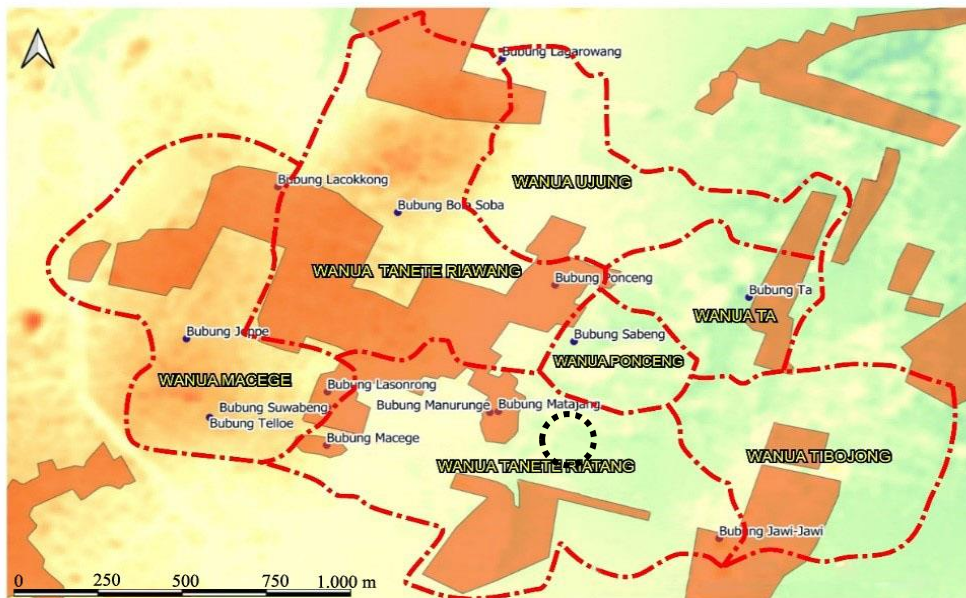 Bubung Lagarowang
WANUA UJUNG
Bubung Lacokkong
Bubung Bola Soba
WANUA TANETE RIAWANG
Bubung Ponceng
Bubung Ta
WANUA TA
Bubung Sabeng
Bubung Joppe
WANUA PONCENG
WANUA MACEGE
Bubung Lasonrong
Bubung Suwabeng
Bubung Manurungé
Bubung Matajang
Bubung Telloe
Bubung Macege
WANUA TANETE RIATANG
WANUA TIBOJONG
Bubung Jawi-Jawi
0 250 500 750 1.000 m